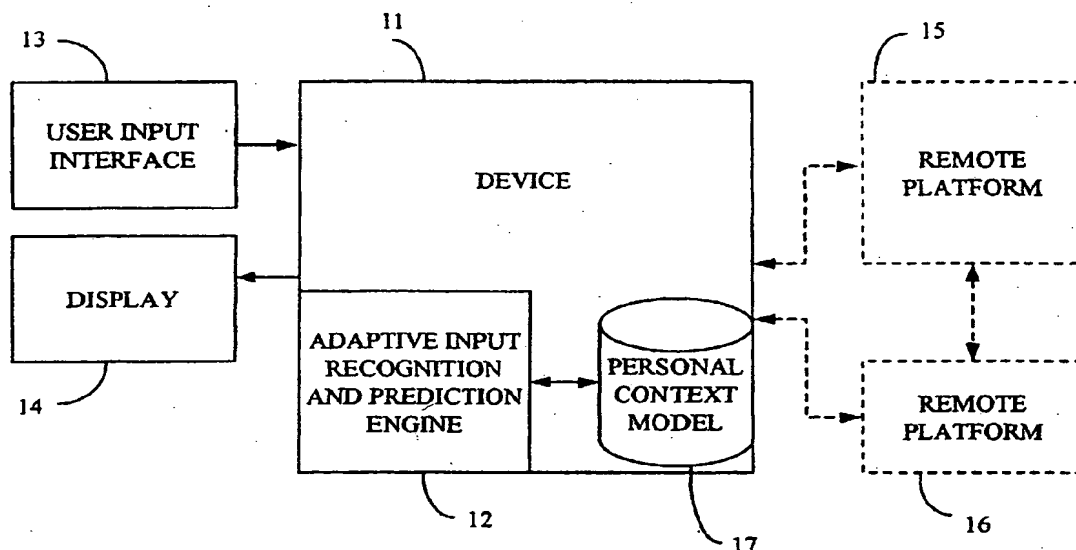 13
11
15
USER INPUT
INTERFACE
DEVICE
REMOTE
PLATFORM
DISPLAY
14
ADAPTIVE INPUT
RECOGNITION
AND PREDICTION
ENGINE
PERSONAL
CONTEXT
MODEL
REMOTE
PLATFORM
12
17
16